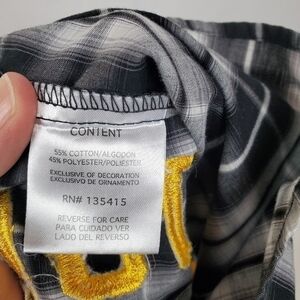 CONTENT
55% COTTON/ALGODON
45% POLYESTER/POLIESTER
EXCLUSIVE OF DECORATION
EXCLUSIVO DE ORNAMENTO
RN# 135415
REVERSE FOR CARE
PARA CUIDADO VER
LADO DEL REVERSO